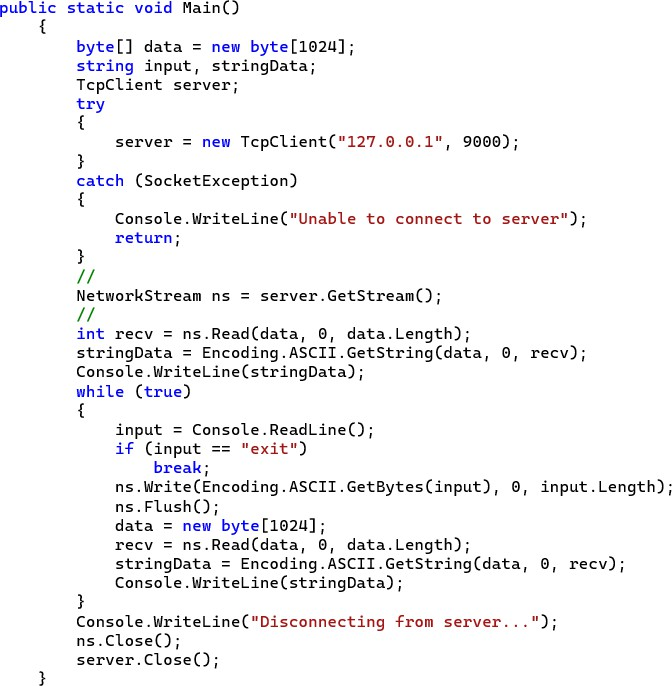 public static void Main()
{
byte[] data = new byte[1024];
string input, stringData;
TcpClient server;
try
{
server = new TcpClient("127.0.0.1", 9000);
}
catch (SocketException)
{
Console.WriteLine("Unable to connect to server");
return;
}
//
NetworkStream ns = server.GetStream();
//
int recv = ns.Read(data, 0, data.Length);
stringData = Encoding.ASCII.GetString(data, 0, recv);
Console.WriteLine(stringData);
while (true)
{
input = Console.ReadLine();
if (input == "exit")
break;
ns.Write(Encoding.ASCII.GetBytes(input), 0, input.Length);
ns.Flush();
data = new byte[1024];
recv = ns.Read(data, 0, data.Length);
stringData = Encoding.ASCII.GetString(data, 0, recv);
Console.WriteLine(stringData);
}
Console.WriteLine("Disconnecting from server...");
ns.Close();
server.Close();
}